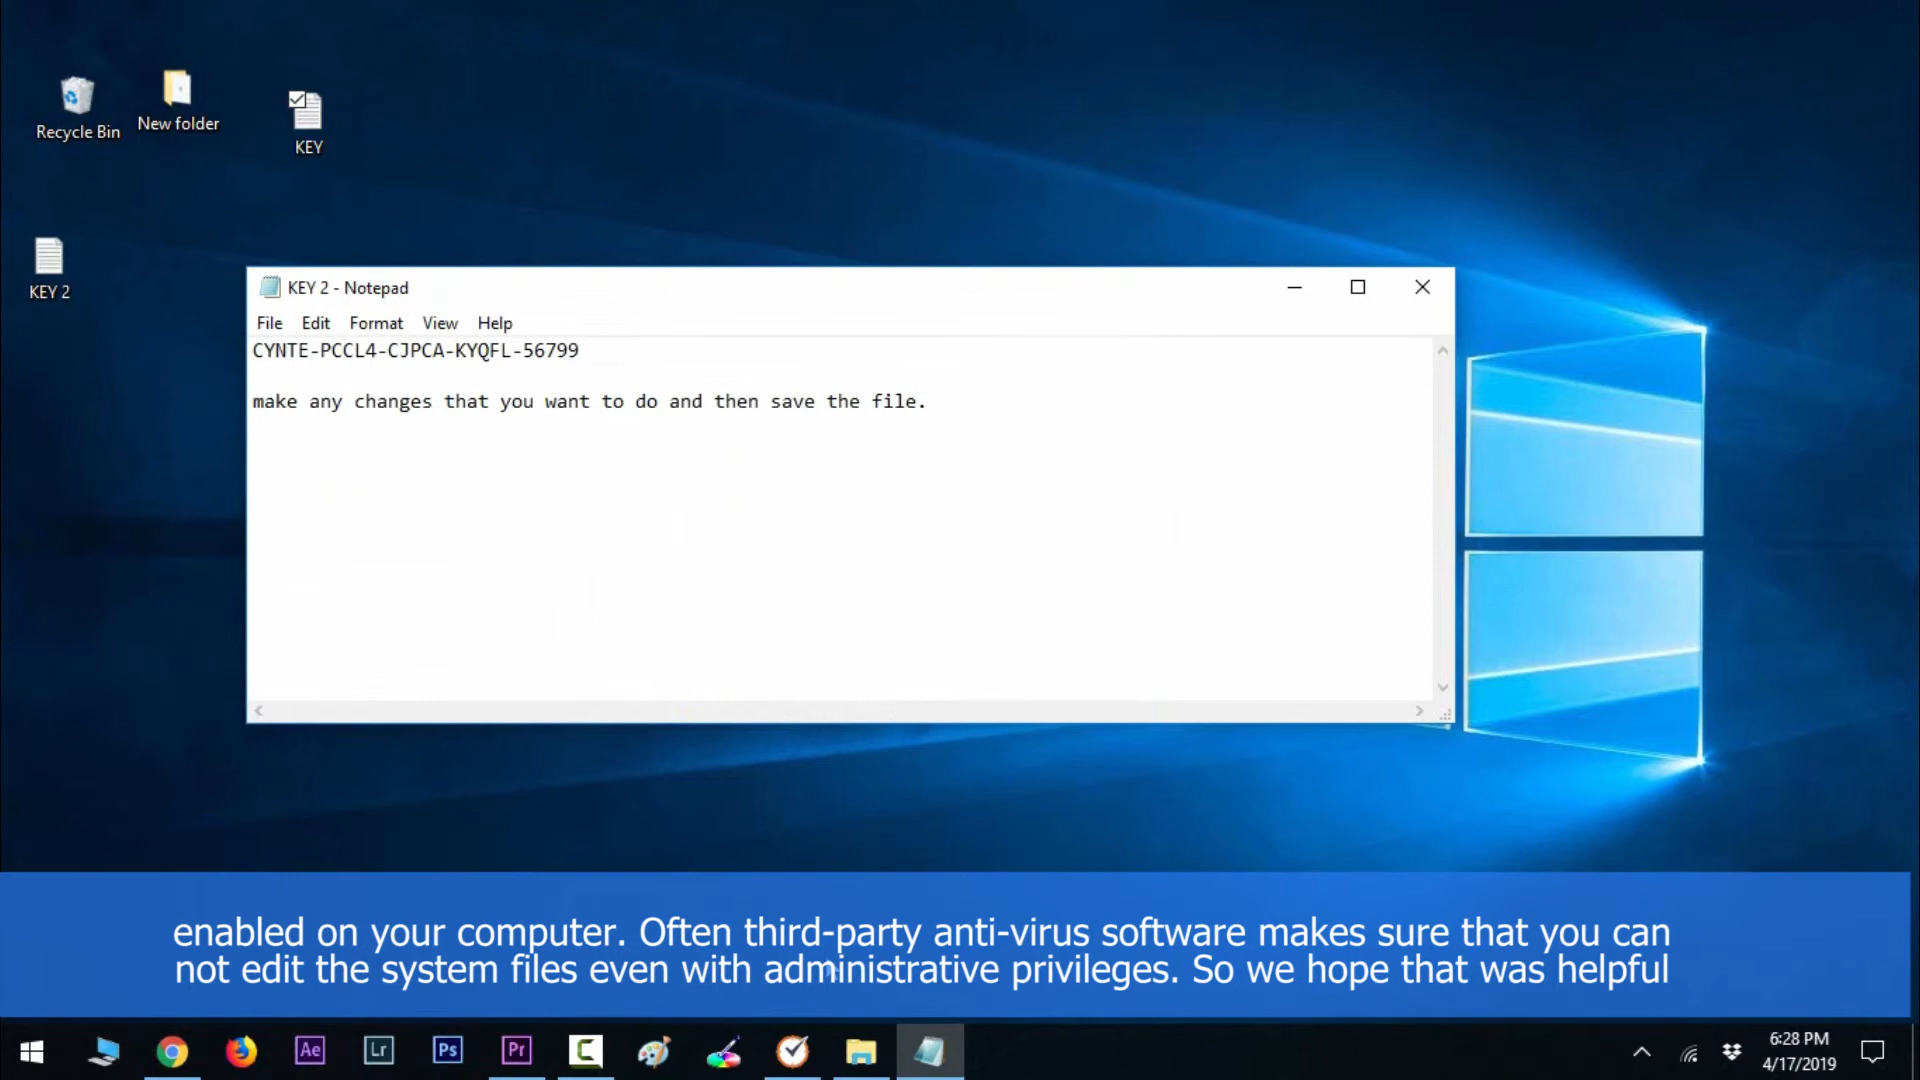 Recycle Bin
New folder
KEY
KEY 2
KEY 2 - Notepad
File Edit Format View Help
CYNTE-PCCL4-CJPCA-KYQFL-56799
make any changes that you want to do and then save the file.
enabled on your computer. Often third-party anti-virus software makes sure that you can
not edit the system files even with administrative privileges. So we hope that was helpful
Ae Lr Ps Pr C
6:28 PM
4/17/2019